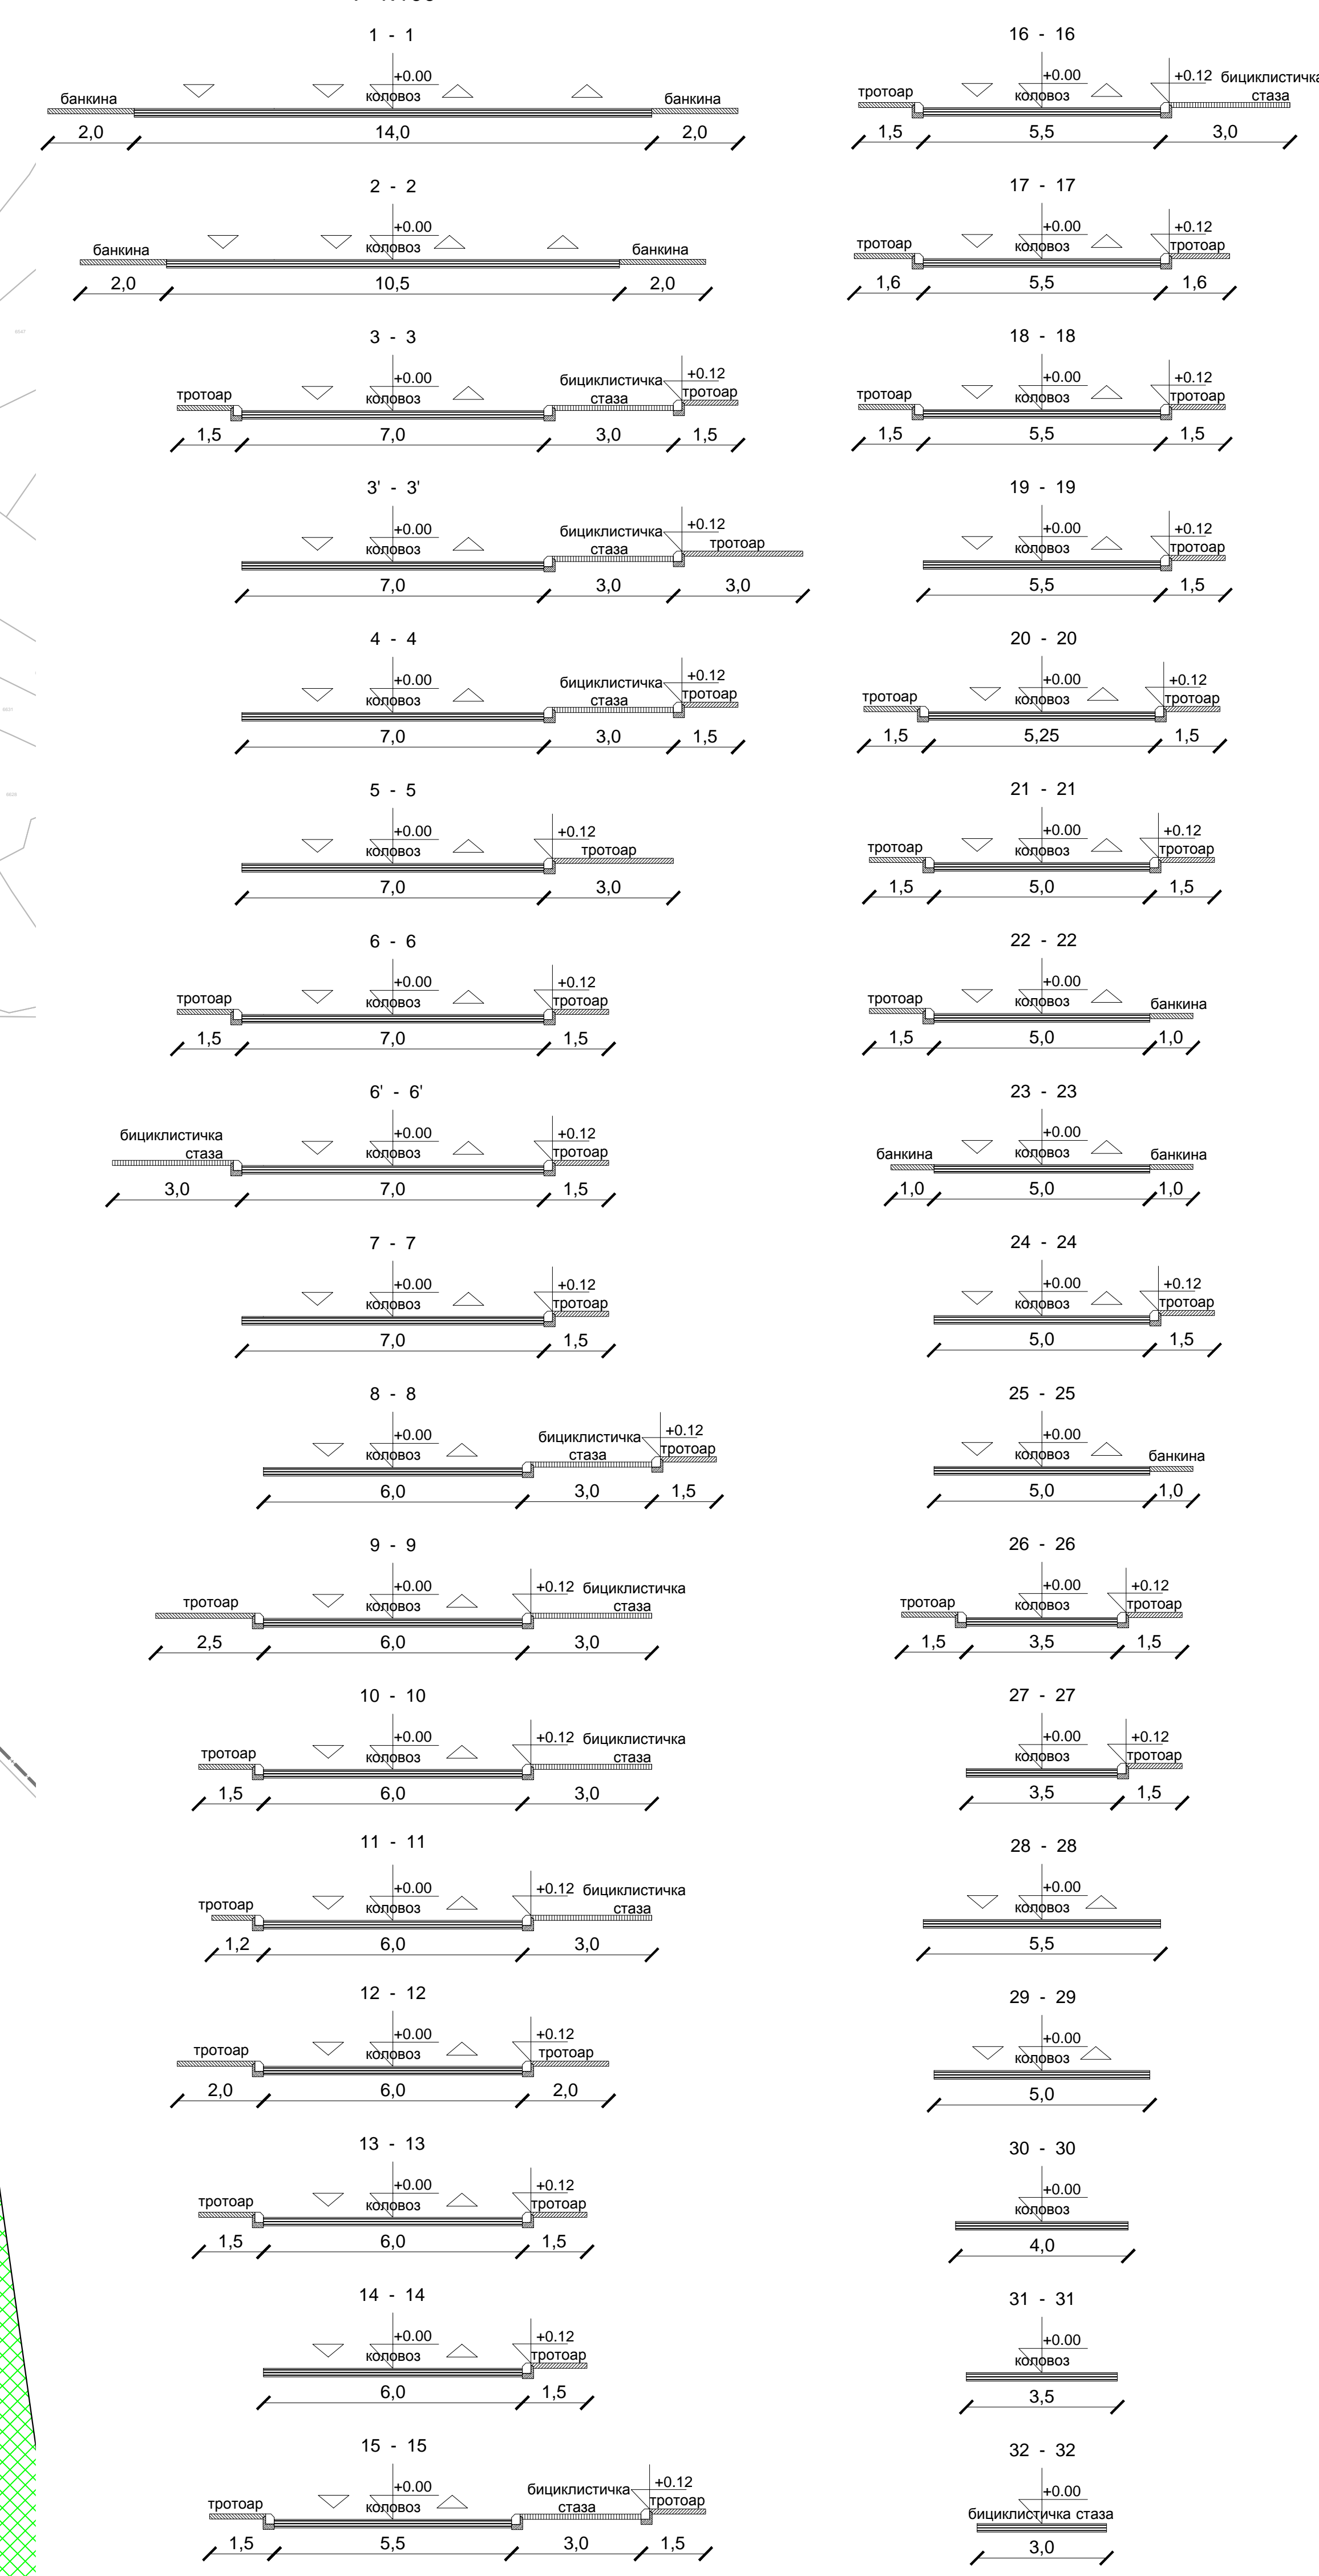 1 - 1
+0.00
коловоз
банкина
банкина
2,0
14,0
2,0
2 - 2
+0.00
коловоз
банкина
банкина
2,0
10,5
2,0
3 - 3
+0.00
коловоз
тротоар
бициклистичка
стаза
+0.12
тротоар
1,5
7,0
3,0
1,5
3' - 3'
+0.00
коловоз
бициклистичка
стаза
+0.12
тротоар
7,0
3,0
3,0
4 - 4
+0.00
коловоз
бициклистичка
стаза
+0.12
тротоар
7,0
3,0
1,5
5 - 5
+0.00
коловоз
+0.12
тротоар
7,0
3,0
6 - 6
+0.00
коловоз
тротоар
+0.12
тротоар
1,5
7,0
1,5
6' - 6'
+0.00
коловоз
бициклистичка
стаза
+0.12
тротоар
3,0
7,0
1,5
7 - 7
+0.00
коловоз
+0.12
тротоар
7,0
1,5
8 - 8
+0.00
коловоз
бициклистичка
стаза
+0.12
тротоар
6,0
3,0
1,5
9 - 9
+0.00
коловоз
тротоар
+0.12
бициклистичка
стаза
2,5
6,0
3,0
10 - 10
+0.00
коловоз
тротоар
+0.12
бициклистичка
стаза
1,5
6,0
3,0
11 - 11
+0.00
коловоз
тротоар
+0.12
бициклистичка
стаза
1,2
6,0
3,0
12 - 12
+0.00
коловоз
тротоар
+0.12
тротоар
2,0
6,0
2,0
13 - 13
+0.00
коловоз
тротоар
+0.12
тротоар
1,5
6,0
1,5
14 - 14
+0.00
коловоз
+0.12
тротоар
6,0
1,5
15 - 15
+0.00
коловоз
тротоар
бициклистичка
стаза
+0.12
тротоар
1,5
5,5
3,0
1,5
16 - 16
+0.00
коловоз
тротоар
+0.12
бициклистичка
стаза
1,5
5,5
3,0
17 - 17
+0.00
коловоз
тротоар
+0.12
тротоар
1,6
5,5
1,6
18 - 18
+0.00
коловоз
тротоар
+0.12
тротоар
1,5
5,5
1,5
19 - 19
+0.00
коловоз
+0.12
тротоар
5,5
1,5
20 - 20
+0.00
коловоз
тротоар
+0.12
тротоар
1,5
5,25
1,5
21 - 21
+0.00
коловоз
тротоар
+0.12
тротоар
1,5
5,0
1,5
22 - 22
+0.00
коловоз
тротоар
банкина
1,5
5,0
1,0
23 - 23
+0.00
коловоз
банкина
банкина
1,0
5,0
1,0
24 - 24
+0.00
коловоз
+0.12
тротоар
5,0
1,5
25 - 25
+0.00
коловоз
банкина
5,0
1,0
26 - 26
+0.00
коловоз
тротоар
+0.12
тротоар
1,5
3,5
1,5
27 - 27
+0.00
коловоз
+0.12
тротоар
3,5
1,5
28 - 28
+0.00
коловоз
5,5
29 - 29
+0.00
коловоз
5,0
30 - 30
+0.00
коловоз
4,0
31 - 31
+0.00
коловоз
3,5
32 - 32
+0.00
бициклистичка стаза
3,0